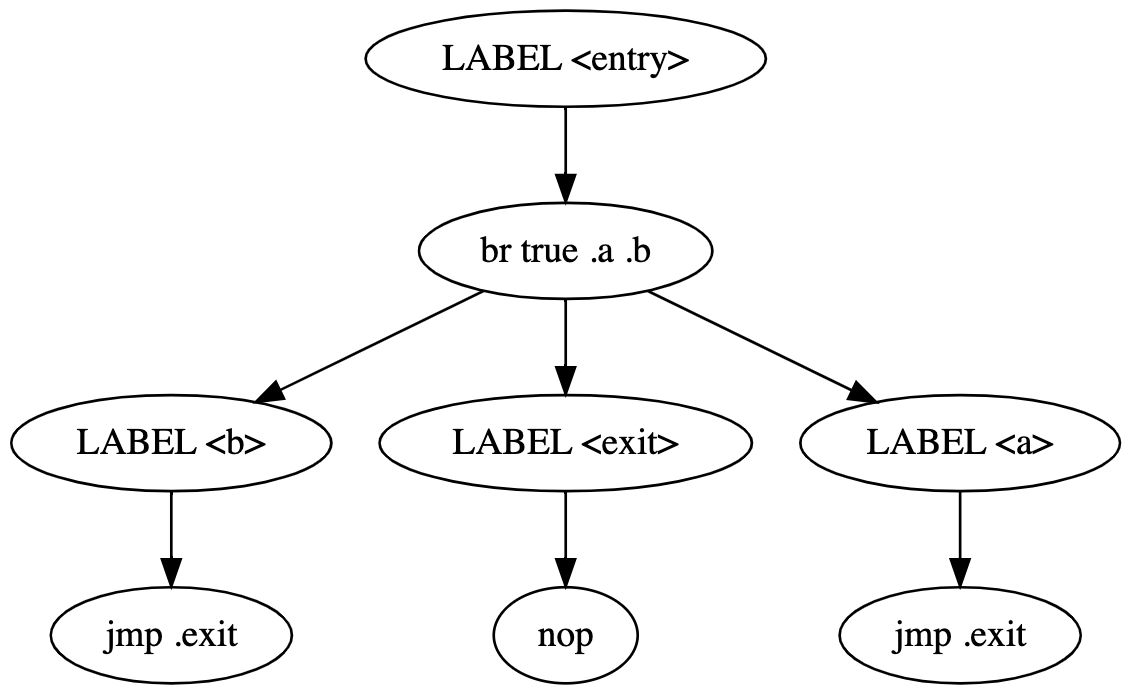 LABEL <entry>
br true .a .b
LABEL <b>
LABEL <exit>
LABEL <a>
jmp .exit
nop
jmp .exit